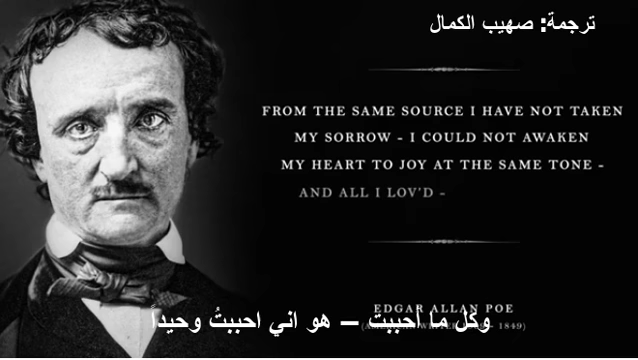 ترجمة: صهيب الكمال
FROM THE SAME SOURCE I HAVE NOT TAKEN
MY SORROW - I COULD NOT AWAKEN
MY HEART TO JOY AT THE SAME TONE -
AND ALL I LOV'D -
EDGAR ALLAN POE
1849)
وكل ما احببت – هو اني احببتُ وحيداً